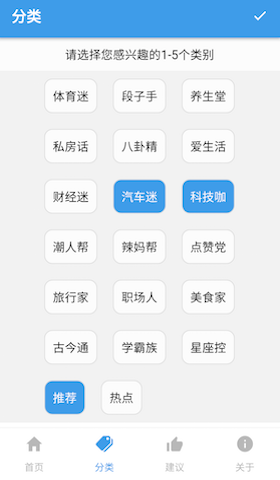 分类
请选择您感兴趣的1-5个类别
体育迷 段子手 养生堂
私房话 八卦精 爱生活
财经迷 汽车迷 科技咖
潮人帮 辣妈帮 点赞党
旅行家 职场人 美食家
古今通 学霸族 星座控
推荐 热点
首页 分类 建议 关于